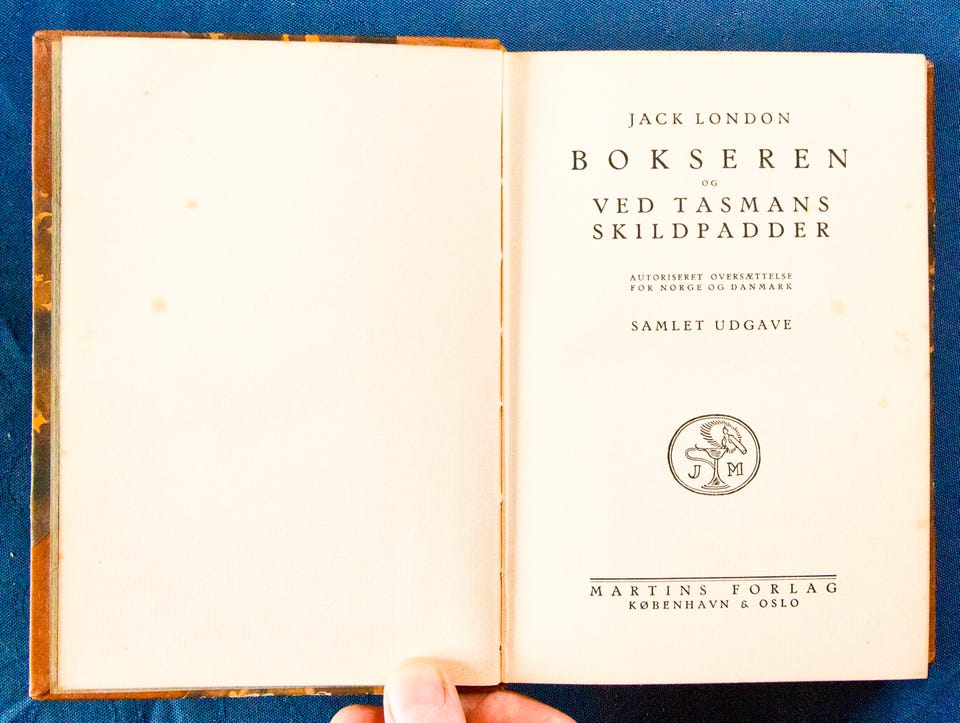 JACK LONDON
BOKSEREN
OG
VED TASMANS
SKILDPADDER
AUTORISERET OVERSÆTTELSE
FOR NORGE OG DANMARK
SAMLET UDGAVE
J M
MARTINS FORLAG
KØBENHAVN & OSLO